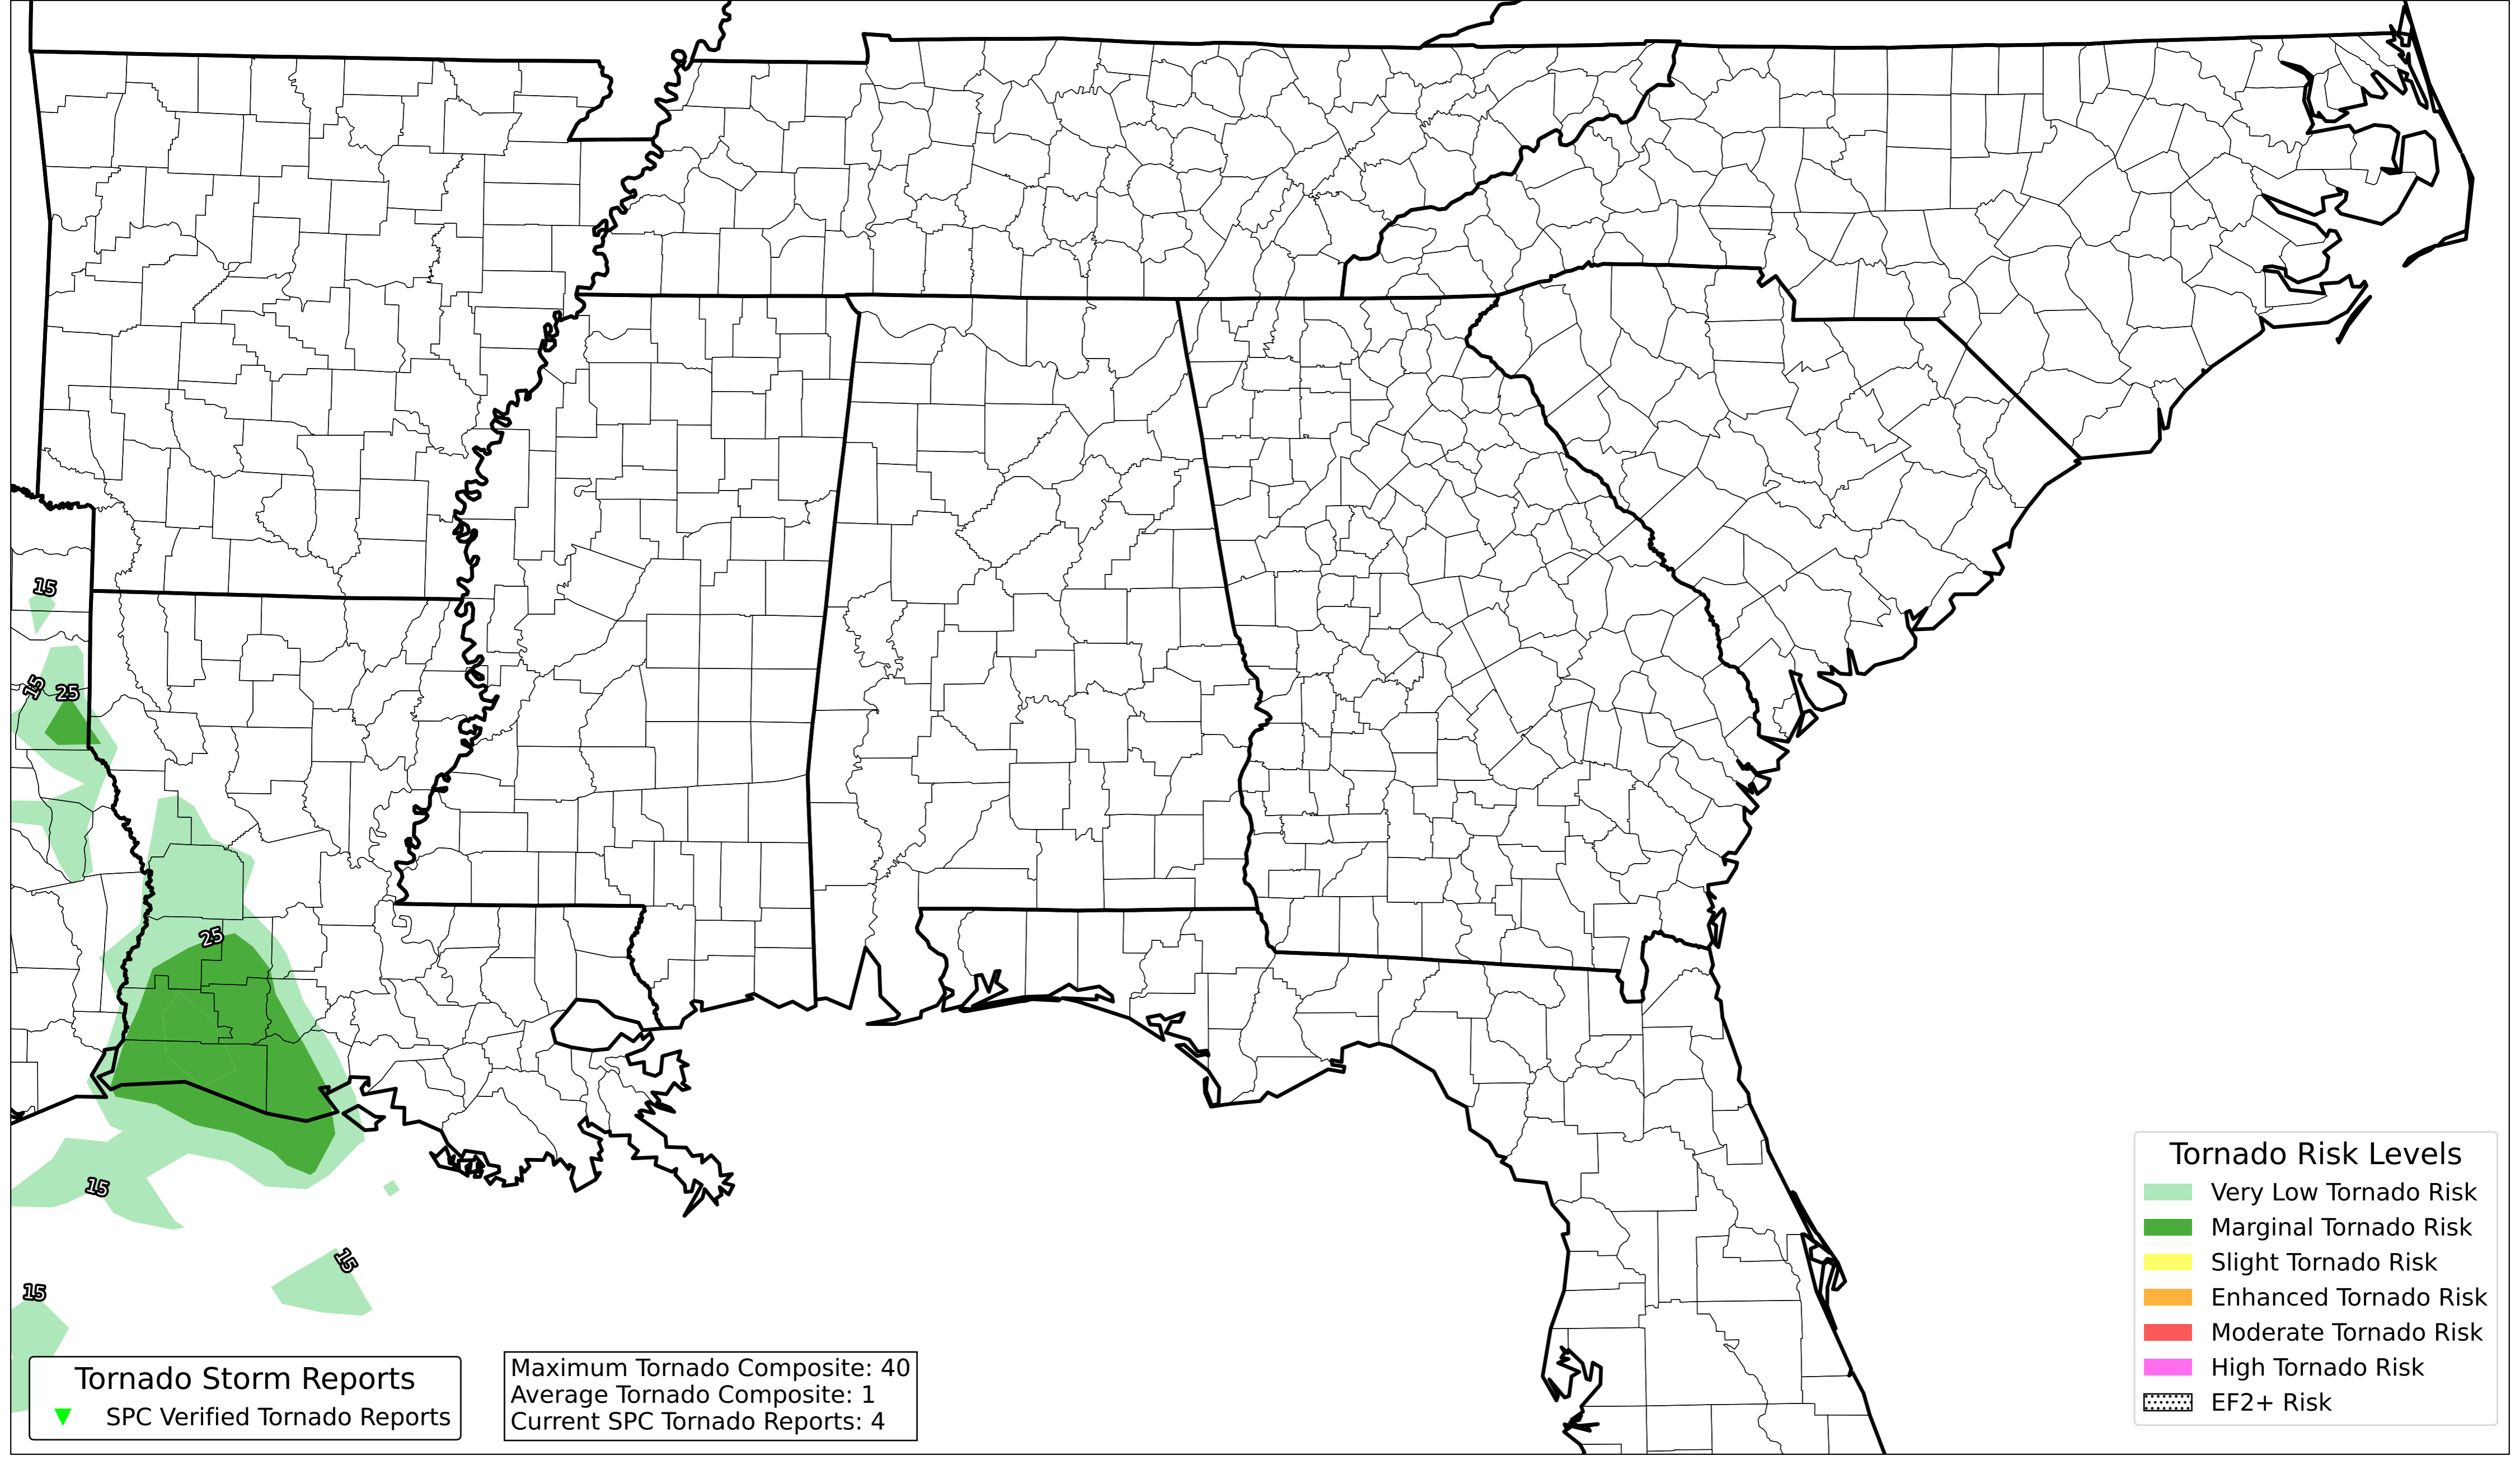 15
15
25
25
15
15
15
Tornado Risk Levels
Very Low Tornado Risk
Marginal Tornado Risk
Slight Tornado Risk
Enhanced Tornado Risk
Moderate Tornado Risk
High Tornado Risk
EF2+ Risk
Tornado Storm Reports
SPC Verified Tornado Reports
Maximum Tornado Composite: 40
Average Tornado Composite: 1
Current SPC Tornado Reports: 4